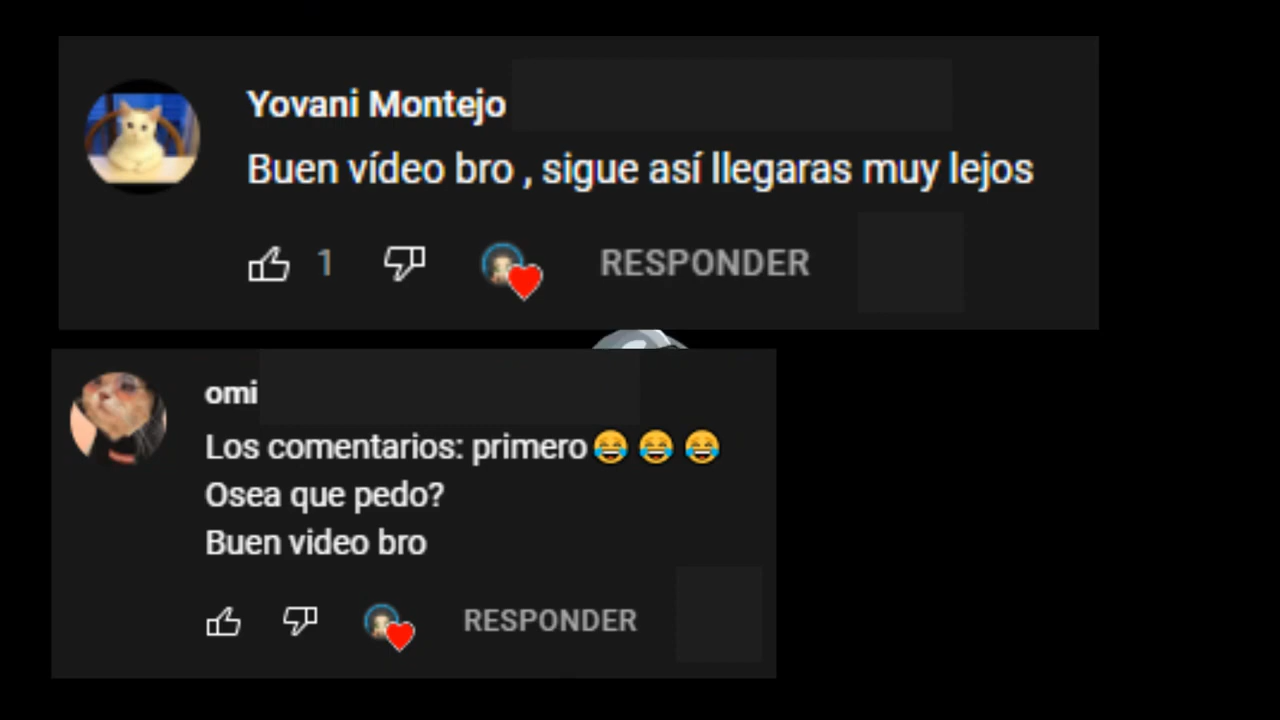 Yovani Montejo
Buen vídeo bro , sigue así llegaras muy lejos
1
RESPONDER
omi
Los comentarios: primero😂😂😂
Osea que pedo?
Buen video bro
RESPONDER